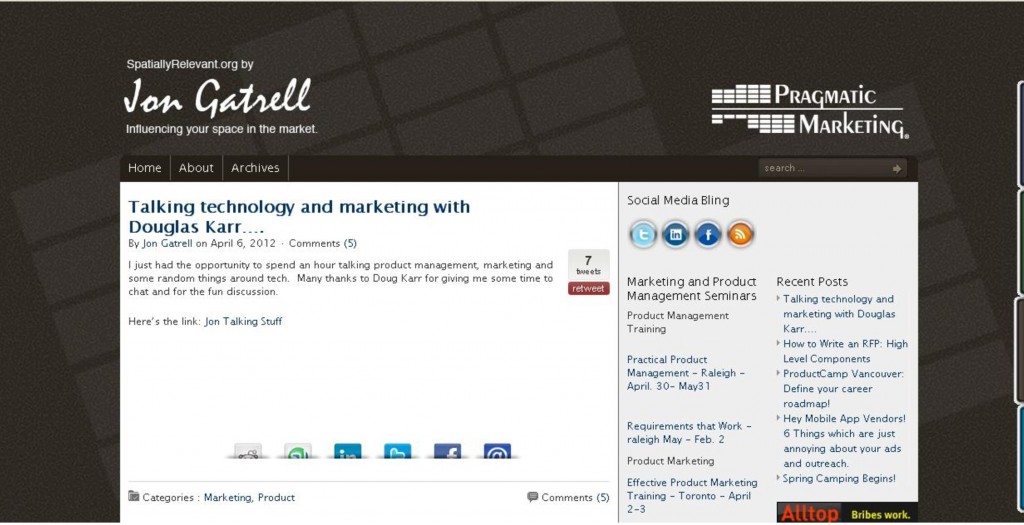 SpatiallyRelevant.org by
Jon Gatrell
Influencing your space in the market.
PRAGMATIC
MARKETING®
Home
About
Archives
search ...
Talking technology and marketing with
Douglas Karr....
By Jon Gatrell on April 6, 2012 · Comments (5)
7
tweets
retweet
I just had the opportunity to spend an hour talking product management, marketing and
some random things around tech. Many thanks to Doug Karr for giving me some time to
chat and for the fun discussion.
Here's the link: Jon Talking Stuff
Categories : Marketing, Product
Comments (5)
Social Media Bling
Marketing and Product
Management Seminars
Product Management
Training
Practical Product
Management – Raleigh –
April. 30– May31
Requirements that Work –
raleigh May – Feb. 2
Product Marketing
Effective Product Marketing
Training – Toronto – April
2–3
Recent Posts
Talking technology and
marketing with Douglas
Karr....
How to Write an RFP: High
Level Components
ProductCamp Vancouver:
Define your career
roadmap!
Hey Mobile App Vendors!
6 Things which are just
annoying about your ads
and outreach.
Spring Camping Begins!
Alltop Bribes work.